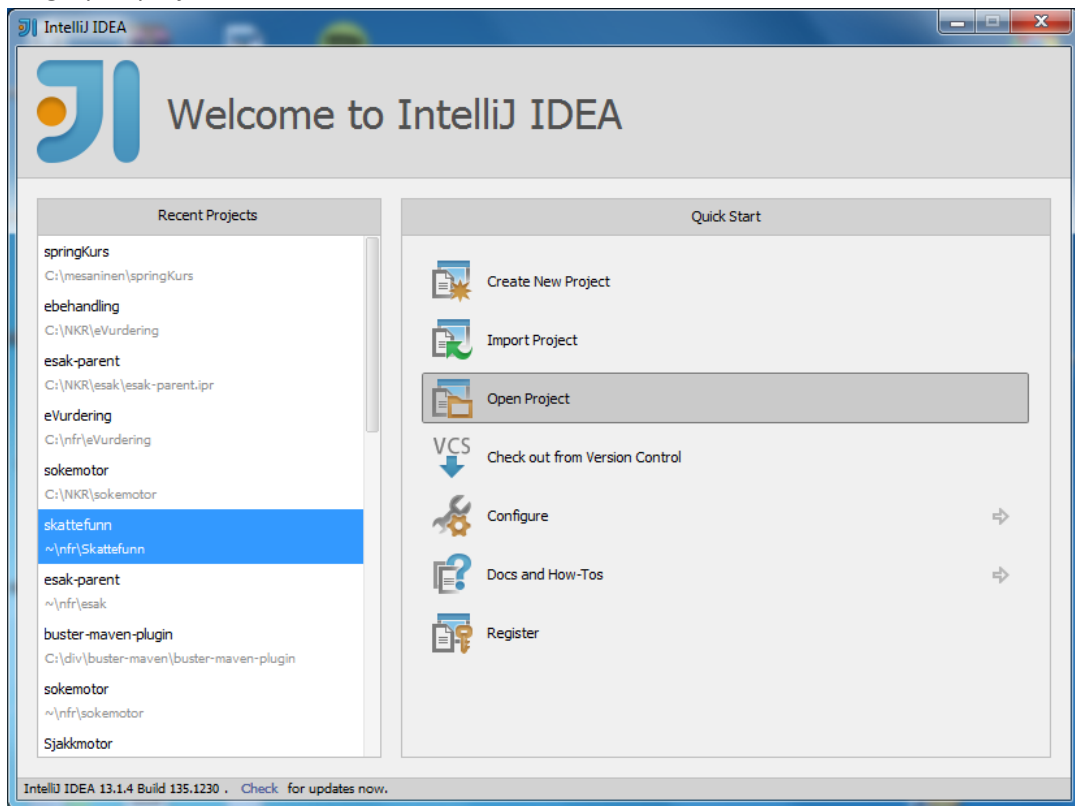 IntelliJ IDEA
Welcome to IntelliJ IDEA
Recent Projects
springKurs
C:\mesaninen\springKurs
ebehandling
C:\NKR\eVurdering
esak-parent
C:\NKR\esak\esak-parent.ipr
eVurdering
C:\nfr\eVurdering
sokemotor
C:\NKR\sokemotor
skattefunn
~\nfr\Skattefunn
esak-parent
~\nfr\esak
buster-maven-plugin
C:\div\buster-maven\buster-maven-plugin
sokemotor
~\nfr\sokemotor
Sjakkmotor
Quick Start
Create New Project
Import Project
Open Project
VCS
Check out from Version Control
Configure
Docs and How-Tos
Register
IntelliJ IDEA 13.1.4 Build 135.1230 . Check for updates now.